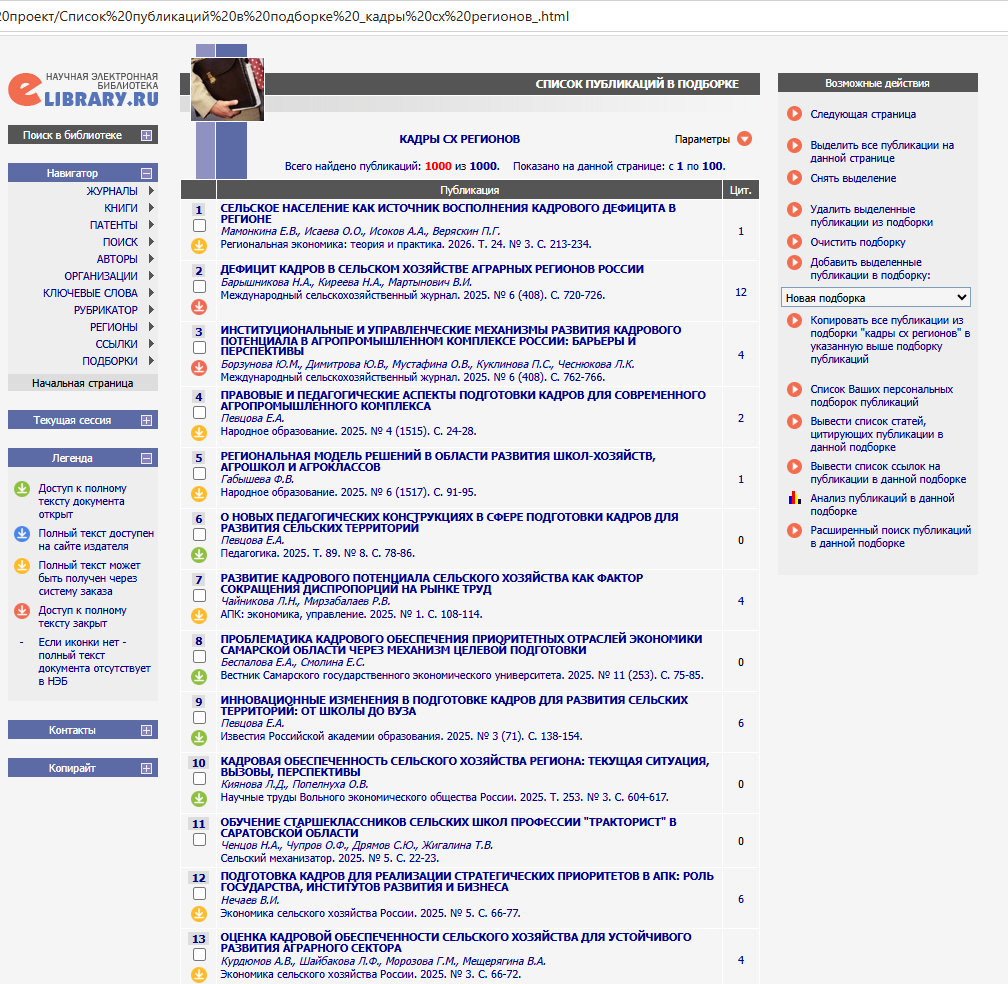 20проект/Список%20публикаций%20в%20подборке%20_кадры%20сх%20регионов_.html
НАУЧНАЯ ЭЛЕКТРОННАЯ
БИБЛИОТЕКА
eLIBRARY.RU
Поиск в библиотеке
Навигатор
ЖУРНАЛЫ
КНИГИ
ПАТЕНТЫ
ПОИСК
АВТОРЫ
ОРГАНИЗАЦИИ
КЛЮЧЕВЫЕ СЛОВА
РУБРИКАТОР
РЕГИОНЫ
ССЫЛКИ
ПОДБОРКИ
Начальная страница
Текущая сессия
Легенда
Доступ к полному
тексту документа
открыт
Полный текст доступен
на сайте издателя
Полный текст может
быть получен через
систему заказа
Доступ к полному
тексту закрыт
- Если иконки нет -
полный текст
документа отсутствует
в НЭБ
Контакты
Копирайт
СПИСОК ПУБЛИКАЦИЙ В ПОДБОРКЕ
КАДРЫ СХ РЕГИОНОВ
Параметры
Всего найдено публикаций: 1000 из 1000. Показано на данной странице: с 1 по 100.
Публикация Цит.
1 СЕЛЬСКОЕ НАСЕЛЕНИЕ КАК ИСТОЧНИК ВОСПОЛНЕНИЯ КАДРОВОГО ДЕФИЦИТА В
РЕГИОНЕ
Мамонкина Е.В., Исаева О.О., Исоков А.А., Веряскин П.Г.
Региональная экономика: теория и практика. 2026. Т. 24. № 3. С. 213-234.
1
2 ДЕФИЦИТ КАДРОВ В СЕЛЬСКОМ ХОЗЯЙСТВЕ АГРАРНЫХ РЕГИОНОВ РОССИИ
Барышникова Н.А., Киреева Н.А., Мартынович В.И.
Международный сельскохозяйственный журнал. 2025. № 6 (408). С. 720-726.
12
3 ИНСТИТУЦИОНАЛЬНЫЕ И УПРАВЛЕНЧЕСКИЕ МЕХАНИЗМЫ РАЗВИТИЯ КАДРОВОГО
ПОТЕНЦИАЛА В АГРОПРОМЫШЛЕННОМ КОМПЛЕКСЕ РОССИИ: БАРЬЕРЫ И
ПЕРСПЕКТИВЫ
Борзунова Ю.М., Димитрова Ю.В., Мустафина О.В., Куклинова П.С., Чеснюкова Л.К.
Международный сельскохозяйственный журнал. 2025. № 6 (408). С. 762-766.
4
4 ПРАВОВЫЕ И ПЕДАГОГИЧЕСКИЕ АСПЕКТЫ ПОДГОТОВКИ КАДРОВ ДЛЯ СОВРЕМЕННОГО
АГРОПРОМЫШЛЕННОГО КОМПЛЕКСА
Певцова Е.А.
Народное образование. 2025. № 4 (1515). С. 24-28.
2
5 РЕГИОНАЛЬНАЯ МОДЕЛЬ РЕШЕНИЙ В ОБЛАСТИ РАЗВИТИЯ ШКОЛ-ХОЗЯЙСТВ,
АГРОШКОЛ И АГРОКЛАССОВ
Габышева Ф.В.
Народное образование. 2025. № 6 (1517). С. 91-95.
1
6 О НОВЫХ ПЕДАГОГИЧЕСКИХ КОНСТРУКЦИЯХ В СФЕРЕ ПОДГОТОВКИ КАДРОВ ДЛЯ
РАЗВИТИЯ СЕЛЬСКИХ ТЕРРИТОРИЙ
Певцова Е.А.
Педагогика. 2025. Т. 89. № 8. С. 78-86.
0
7 РАЗВИТИЕ КАДРОВОГО ПОТЕНЦИАЛА СЕЛЬСКОГО ХОЗЯЙСТВА КАК ФАКТОР
СОКРАЩЕНИЯ ДИСПРОПОРЦИЙ НА РЫНКЕ ТРУД
Чайникова Л.Н., Мирзабалаев Р.В.
АПК: экономика, управление. 2025. № 1. С. 108-114.
4
8 ПРОБЛЕМАТИКА КАДРОВОГО ОБЕСПЕЧЕНИЯ ПРИОРИТЕТНЫХ ОТРАСЛЕЙ ЭКОНОМИКИ
САМАРСКОЙ ОБЛАСТИ ЧЕРЕЗ МЕХАНИЗМ ЦЕЛЕВОЙ ПОДГОТОВКИ
Беспалова Е.А., Смолина Е.С.
Вестник Самарского государственного экономического университета. 2025. № 11 (253). С. 75-85.
0
9 ИННОВАЦИОННЫЕ ИЗМЕНЕНИЯ В ПОДГОТОВКЕ КАДРОВ ДЛЯ РАЗВИТИЯ СЕЛЬСКИХ
ТЕРРИТОРИЙ: ОТ ШКОЛЫ ДО ВУЗА
Певцова Е.А.
Известия Российской академии образования. 2025. № 3 (71). С. 138-154.
6
10 КАДРОВАЯ ОБЕСПЕЧЕННОСТЬ СЕЛЬСКОГО ХОЗЯЙСТВА РЕГИОНА: ТЕКУЩАЯ СИТУАЦИЯ,
ВЫЗОВЫ, ПЕРСПЕКТИВЫ
Киянова Л.Д., Попелнуха О.В.
Научные труды Вольного экономического общества России. 2025. Т. 253. № 3. С. 604-617.
0
11 ОБУЧЕНИЕ СТАРШЕКЛАССНИКОВ СЕЛЬСКИХ ШКОЛ ПРОФЕССИИ "ТРАКТОРИСТ" В
САРАТОВСКОЙ ОБЛАСТИ
Ченцов Н.А., Чупров О.Ф., Дрямов С.Ю., Жигалина Т.В.
Сельский механизатор. 2025. № 5. С. 22-23.
0
12 ПОДГОТОВКА КАДРОВ ДЛЯ РЕАЛИЗАЦИИ СТРАТЕГИЧЕСКИХ ПРИОРИТЕТОВ В АПК: РОЛЬ
ГОСУДАРСТВА, ИНСТИТУТОВ РАЗВИТИЯ И БИЗНЕСА
Нечаев В.И.
Экономика сельского хозяйства России. 2025. № 5. С. 66-77.
6
13 ОЦЕНКА КАДРОВОЙ ОБЕСПЕЧЕННОСТИ СЕЛЬСКОГО ХОЗЯЙСТВА ДЛЯ УСТОЙЧИВОГО
РАЗВИТИЯ АГРАРНОГО СЕКТОРА
Курдюмов А.В., Шайбакова Л.Ф., Морозова Г.М., Мещерягина В.А.
Экономика сельского хозяйства России. 2025. № 3. С. 66-72.
4
Возможные действия
Следующая страница
Выделить все публикации на
данной странице
Снять выделение
Удалить выделенные
публикации из подборки
Очистить подборку
Добавить выделенные
публикации в подборку:
Новая подборка
Копировать все публикации из
подборки "кадры сх регионов" в
указанную выше подборку
публикаций
Список Ваших персональных
подборок публикаций
Вывести список статей,
цитирующих публикации в
данной подборке
Вывести список ссылок на
публикации в данной подборке
Анализ публикаций в данной
подборке
Расширенный поиск публикаций
в данной подборке